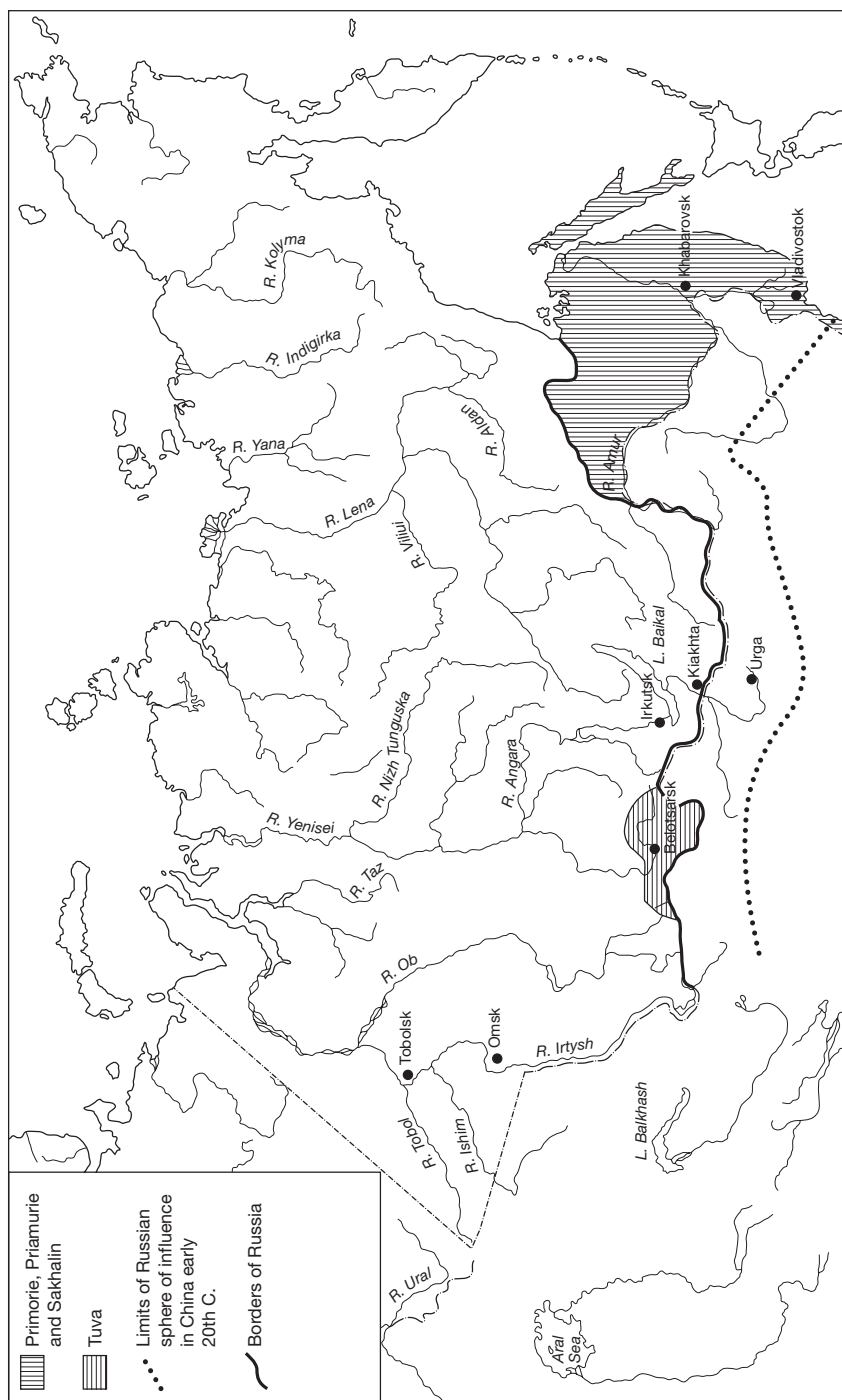 Primorie, Priamurie
and Sakhalin
Tuva
Limits of Russian
sphere of influence
in China early
20th C.
Borders of Russia
R. Kolyma
R. Indigirka
R. Yana
R. Lena
R. Aldan
R. Viliui
R. Amur
Khabarovsk
Vladivostok
R. Nizh Tunguska
R. Yenisei
R. Angara
R. Taz
L. Baikal
Irkutsk
Kiakhta
Urga
Belotsarsk
R. Ob
Tobolsk
Omsk
R. Irtysh
R. Tobol
R. Ishim
R. Ural
L. Balkhash
Aral
Sea